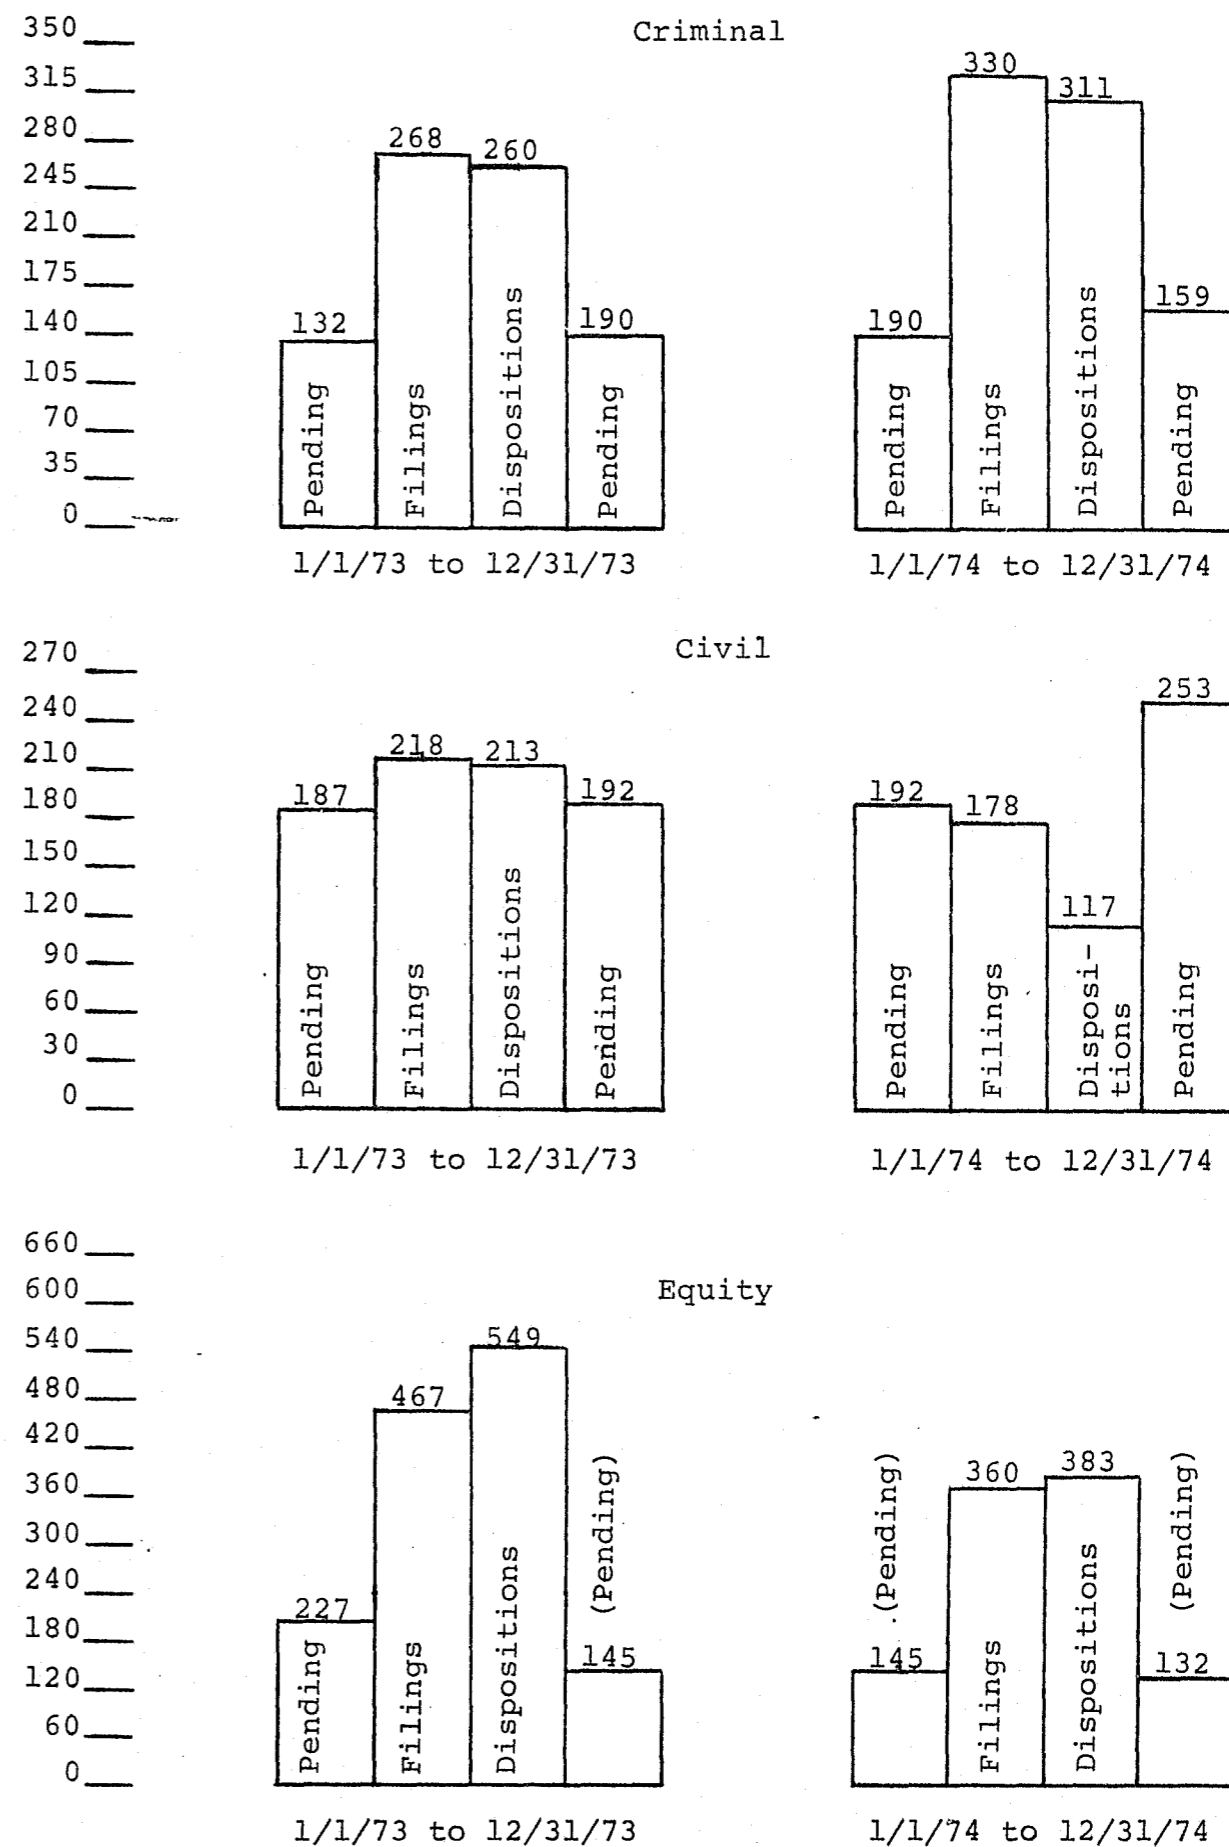 Criminal
350
315
280
245
210
175
140
105
70
35
0
132
268
260
190
Pending
Filings
Dispositions
Pending
1/1/73 to 12/31/73
190
330
311
159
Pending
Filings
Dispositions
Pending
1/1/74 to 12/31/74
Civil
270
240
210
180
150
120
90
60
30
0
187
218
213
192
Pending
Filings
Dispositions
Pending
1/1/73 to 12/31/73
192
178
117
253
Pending
Filings
Disposi-
tions
Pending
1/1/74 to 12/31/74
Equity
660
600
540
480
420
360
300
240
180
120
60
0
227
467
549
145
Pending
Filings
Dispositions
(Pending)
1/1/73 to 12/31/73
145
360
383
132
(Pending)
Filings
Dispositions
(Pending)
1/1/74 to 12/31/74